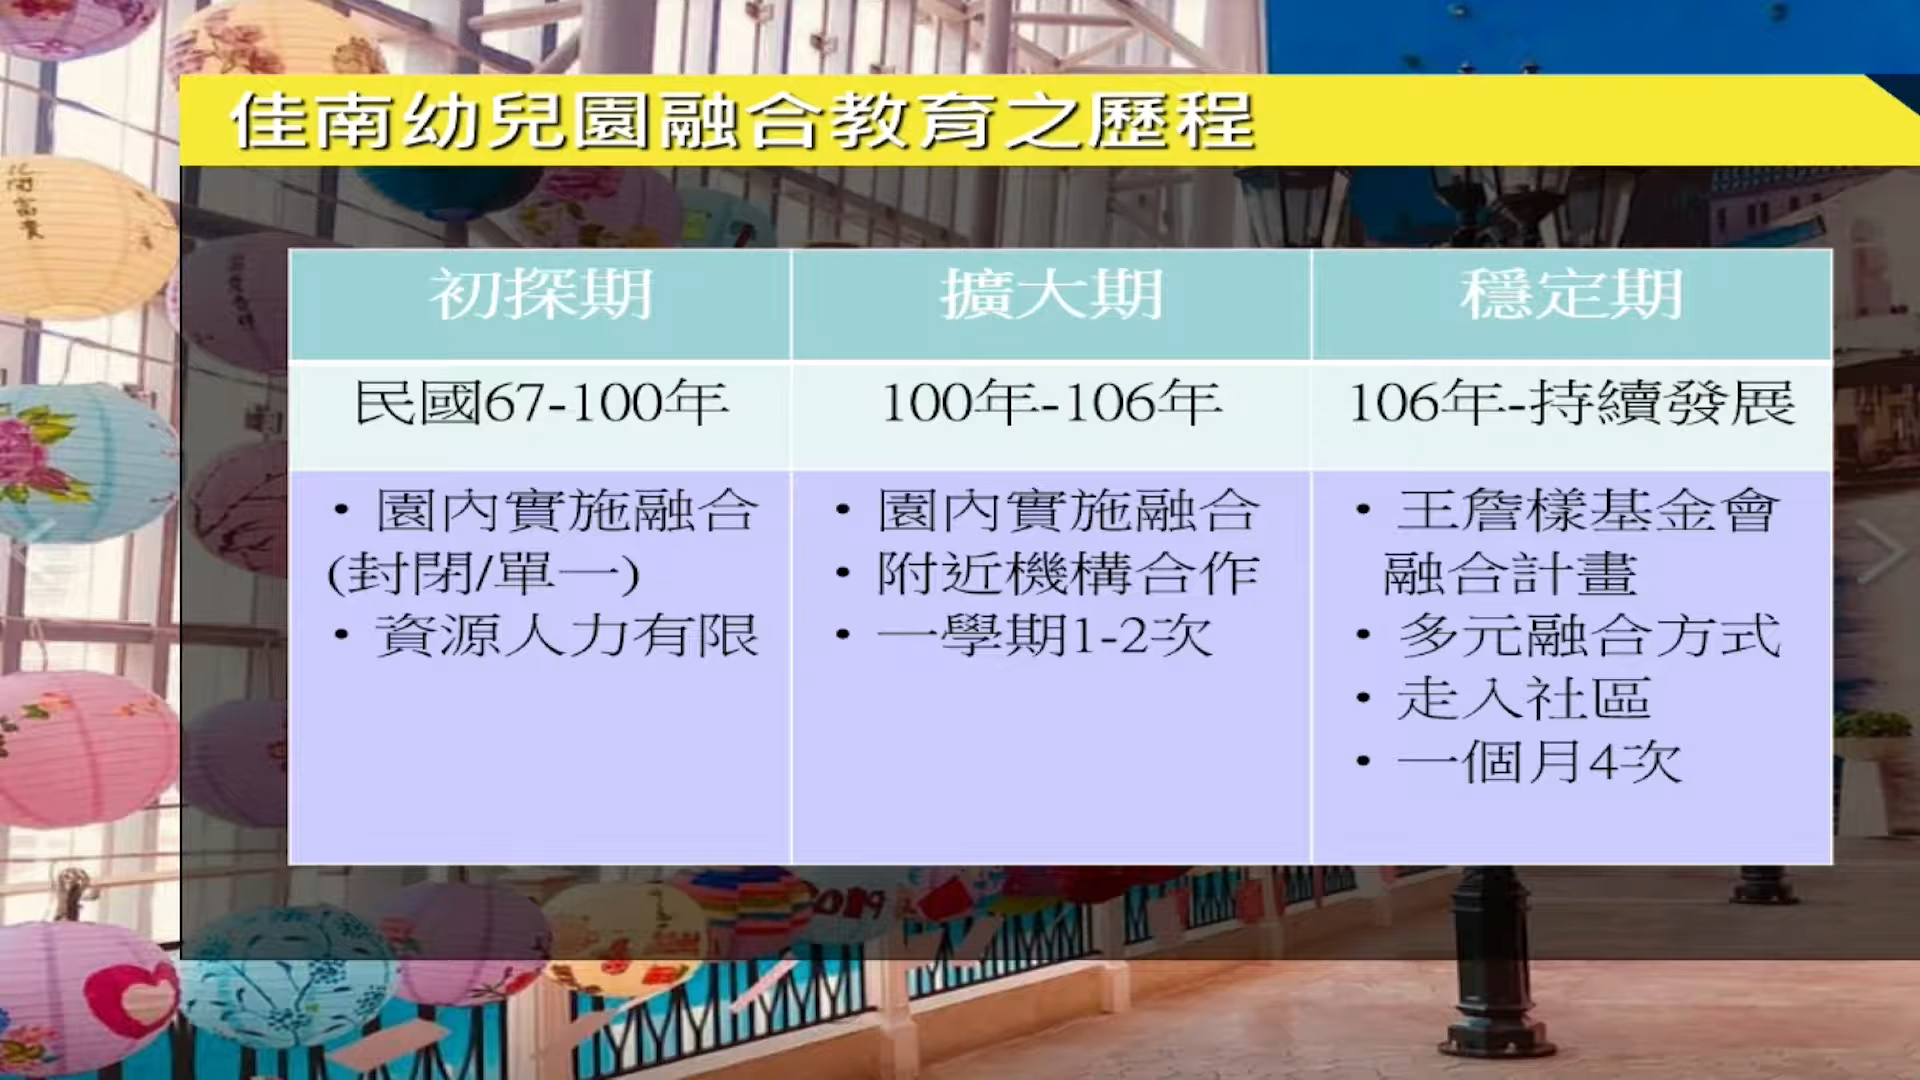 佳南幼兒園融合教育之歷程
初探期
擴大期
穩定期
民國67-100年
100年-106年
106年-持續發展
• 園內實施融合
(封閉/單一)
• 資源人力有限
• 園內實施融合
• 附近機構合作
• 一學期1-2次
• 王詹樣基金會
融合計畫
• 多元融合方式
• 走入社區
• 一個月4次
2019